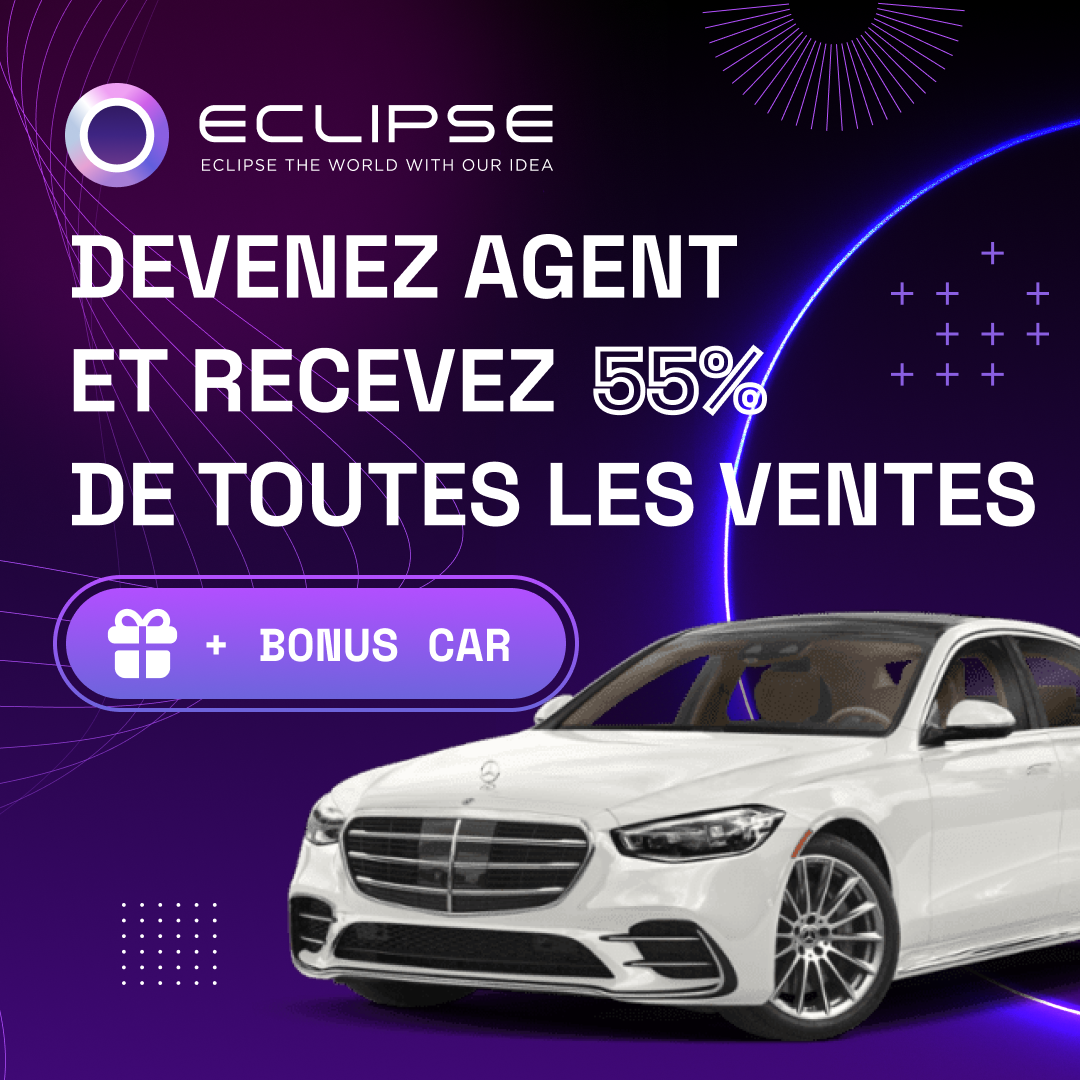 ECLIPSE
ECLIPSE THE WORLD WITH OUR IDEA
DEVENEZ AGENT
ET RECEVEZ 55%
DE TOUTES LES VENTES
+ BONUS CAR